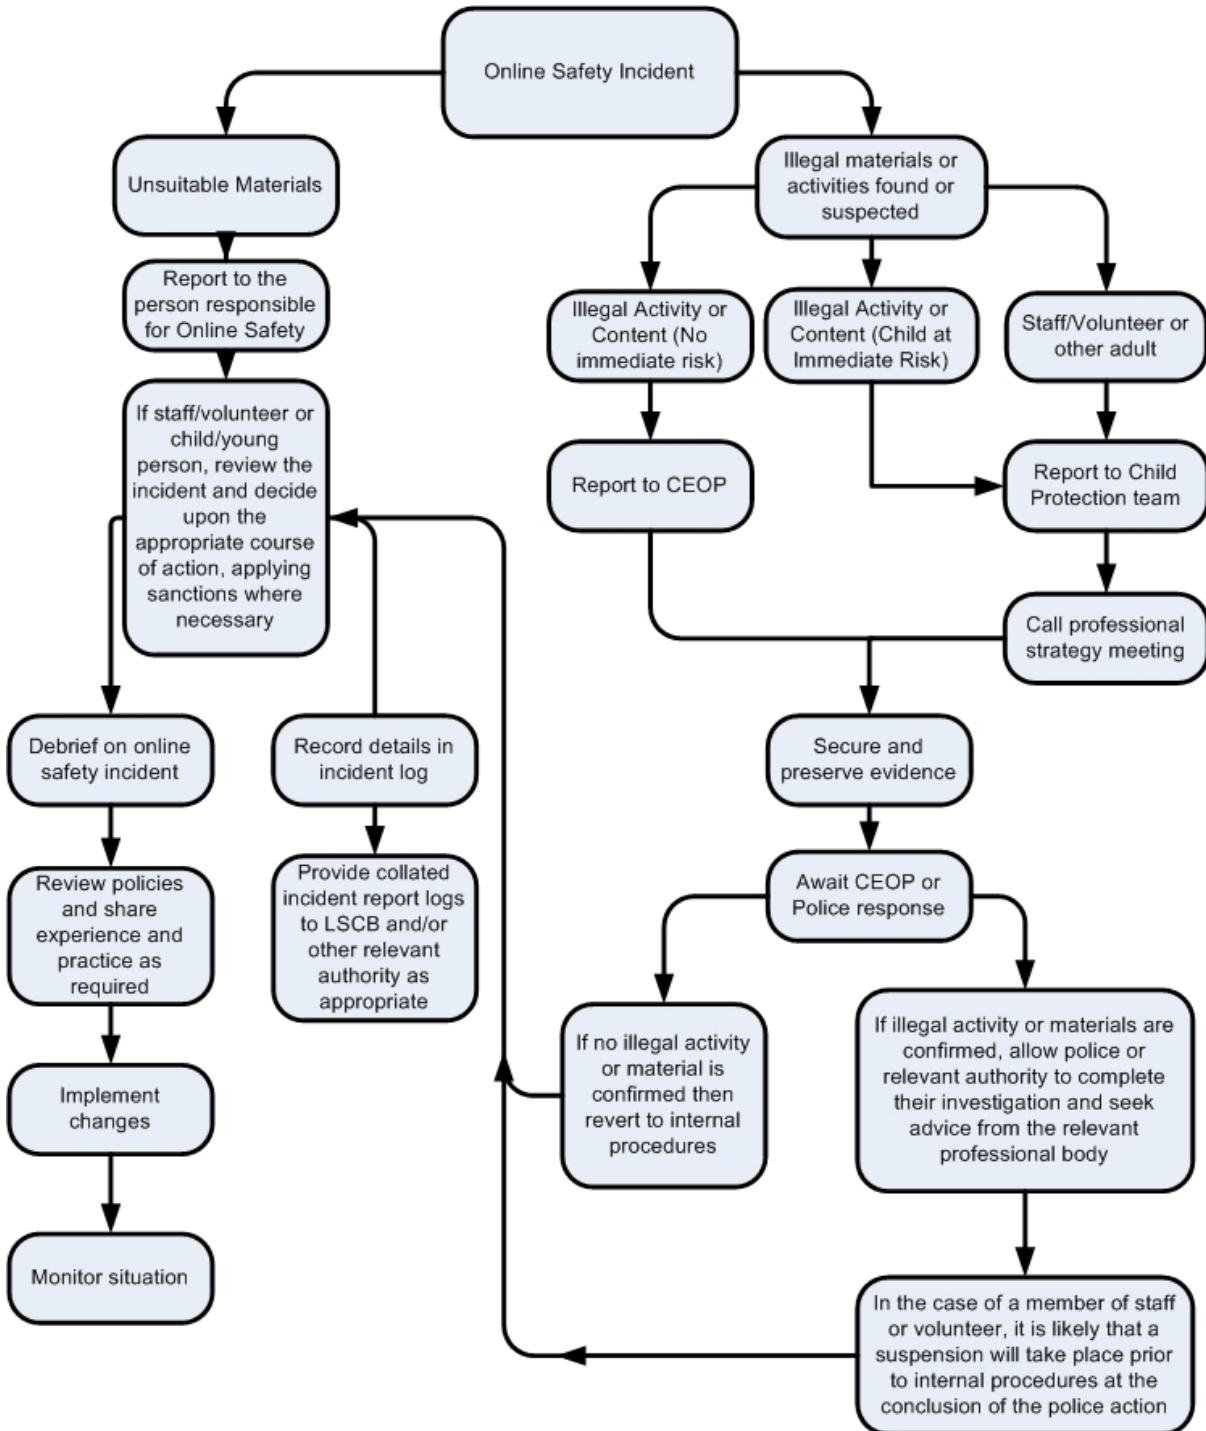 Online Safety Incident
Unsuitable Materials
Illegal materials or
activities found or
suspected
Report to the
person responsible
for Online Safety
Illegal Activity or
Content (No
immediate risk)
Illegal Activity or
Content (Child at
Immediate Risk)
Staff/Volunteer or
other adult
If staff/volunteer or
child/young
person, review the
incident and decide
upon the
appropriate course
of action, applying
sanctions where
necessary
Report to CEOP
Report to Child
Protection team
Call professional
strategy meeting
Debrief on online
safety incident
Record details in
incident log
Secure and
preserve evidence
Review policies
and share
experience and
practice as
required
Provide collated
incident report logs
to LSCB and/or
other relevant
authority as
appropriate
Await CEOP or
Police response
If no illegal activity
or material is
confirmed then
revert to internal
procedures
If illegal activity or materials are
confirmed, allow police or
relevant authority to complete
their investigation and seek
advice from the relevant
professional body
Implement
changes
Monitor situation
In the case of a member of staff
or volunteer, it is likely that a
suspension will take place prior
to internal procedures at the
conclusion of the police action